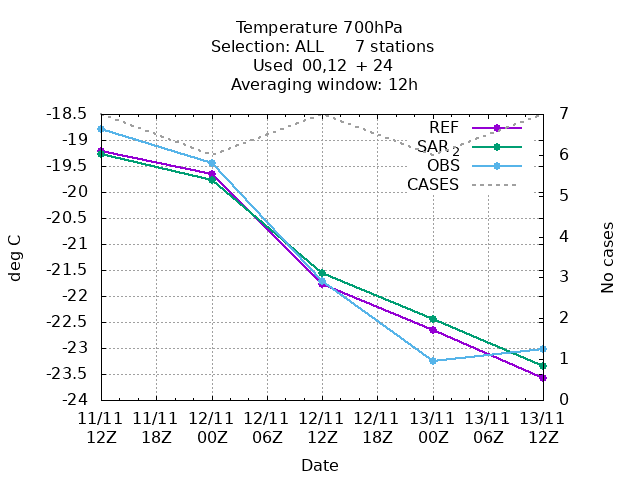 Temperature 700hPa
Selection: ALL 7 stations
Used 00,12 + 24
Averaging window: 12h
-18.5
-19
-19.5
-20
-20.5
-21
-21.5
-22
-22.5
-23
-23.5
-24
deg C
REF
SAR 2
OBS
CASES
7
6
5
4
3
2
1
0
No cases
11/11 11/11 12/11 12/11 12/11 12/11 13/11 13/11 13/11
12Z 18Z 00Z 06Z 12Z 18Z 00Z 06Z 12Z
Date